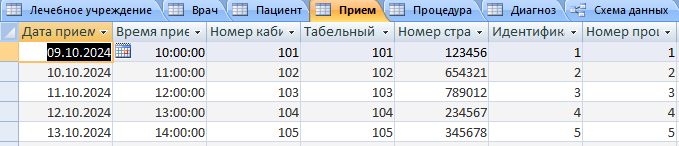 Лечебное учреждение Врач Пациент Прием Процедура Диагноз Схема данных
Дата прием Время прие Номер каби Табельный Номер стра Идентифик Номер прог
09.10.2024 10:00:00 101 101 123456 1 1
10.10.2024 11:00:00 102 102 654321 2 2
11.10.2024 12:00:00 103 103 789012 3 3
12.10.2024 13:00:00 104 104 234567 4 4
13.10.2024 14:00:00 105 105 345678 5 5